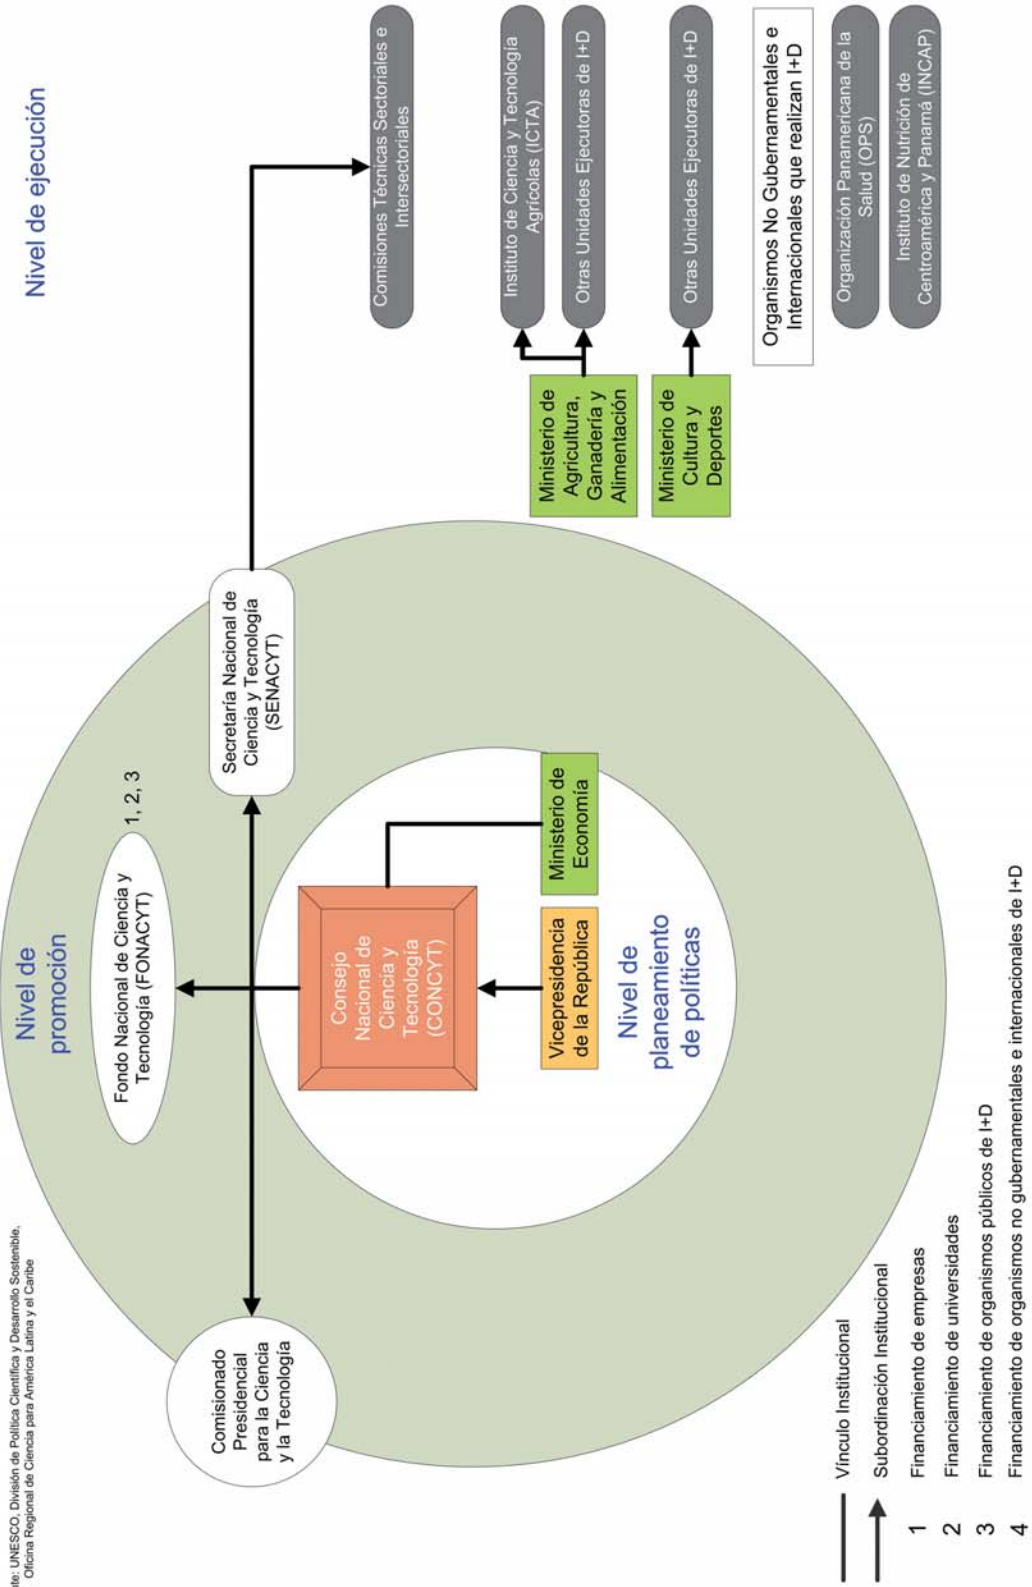 Nivel de ejecución
Nivel de
promoción
Fondo Nacional de Ciencia y
Tecnología (FONACYT)
1, 2, 3
Comisionado
Presidencial
para la Ciencia
y la Tecnología
Secretaría Nacional de
Ciencia y Tecnología
(SENACYT)
Consejo
Nacional de
Ciencia y
Tecnología
(CONCYT)
Vicepresidencia
de la República
Ministerio de
Economía
Nivel de
planeamiento
de políticas
Comisiones Técnicas Sectoriales e
Intersectoriales
Ministerio de
Agricultura,
Ganadería y
Alimentación
Instituto de Ciencia y Tecnología
Agrícolas (ICTA)
Otras Unidades Ejecutoras de I+D
Ministerio de
Cultura y
Deportes
Otras Unidades Ejecutoras de I+D
Organismos No Gubernamentales e
Internacionales que realizan I+D
Organización Panamericana de la
Salud (OPS)
Instituto de Nutrición de
Centroamérica y Panamá (INCAP)
UNESCO, División de Política Científica y Desarrollo Sostenible,
Oficina Regional de Ciencia para América Latina y el Caribe
Vínculo Institucional
Subordinación Institucional
1 Financiamiento de empresas
2 Financiamiento de universidades
3 Financiamiento de organismos públicos de I+D
4 Financiamiento de organismos no gubernamentales e internacionales de I+D